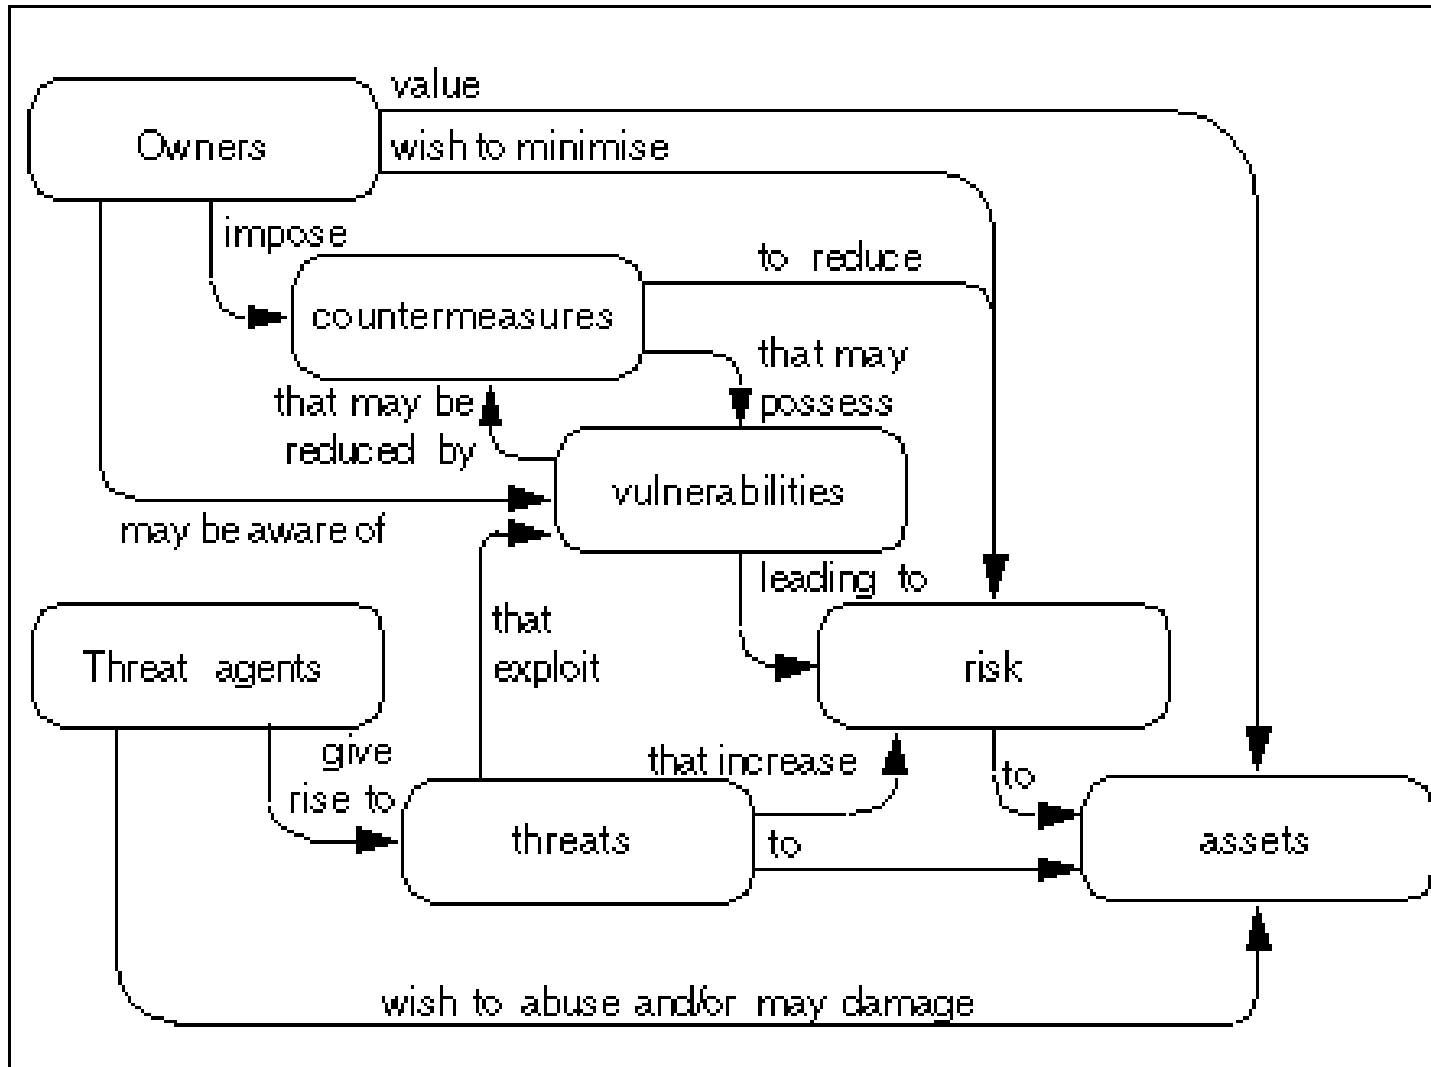 value
Owners
wish to minimise
impose
to reduce
countermeasures
that may
possess
that may be
reduced by
vulnerabilities
may be aware of
leading to
that
exploit
Threat agents
risk
give
rise to
that increase
to
threats
to
assets
wish to abuse and/or may damage